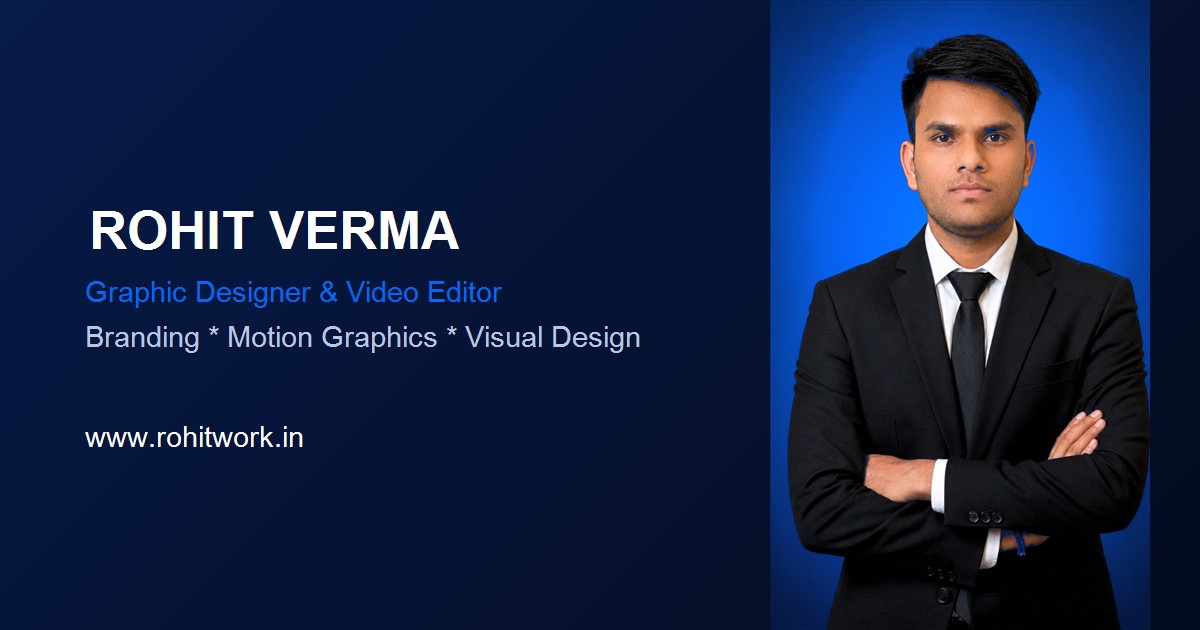 ROHIT VERMA
Graphic Designer & Video Editor
Branding * Motion Graphics * Visual Design
www.rohitwork.in